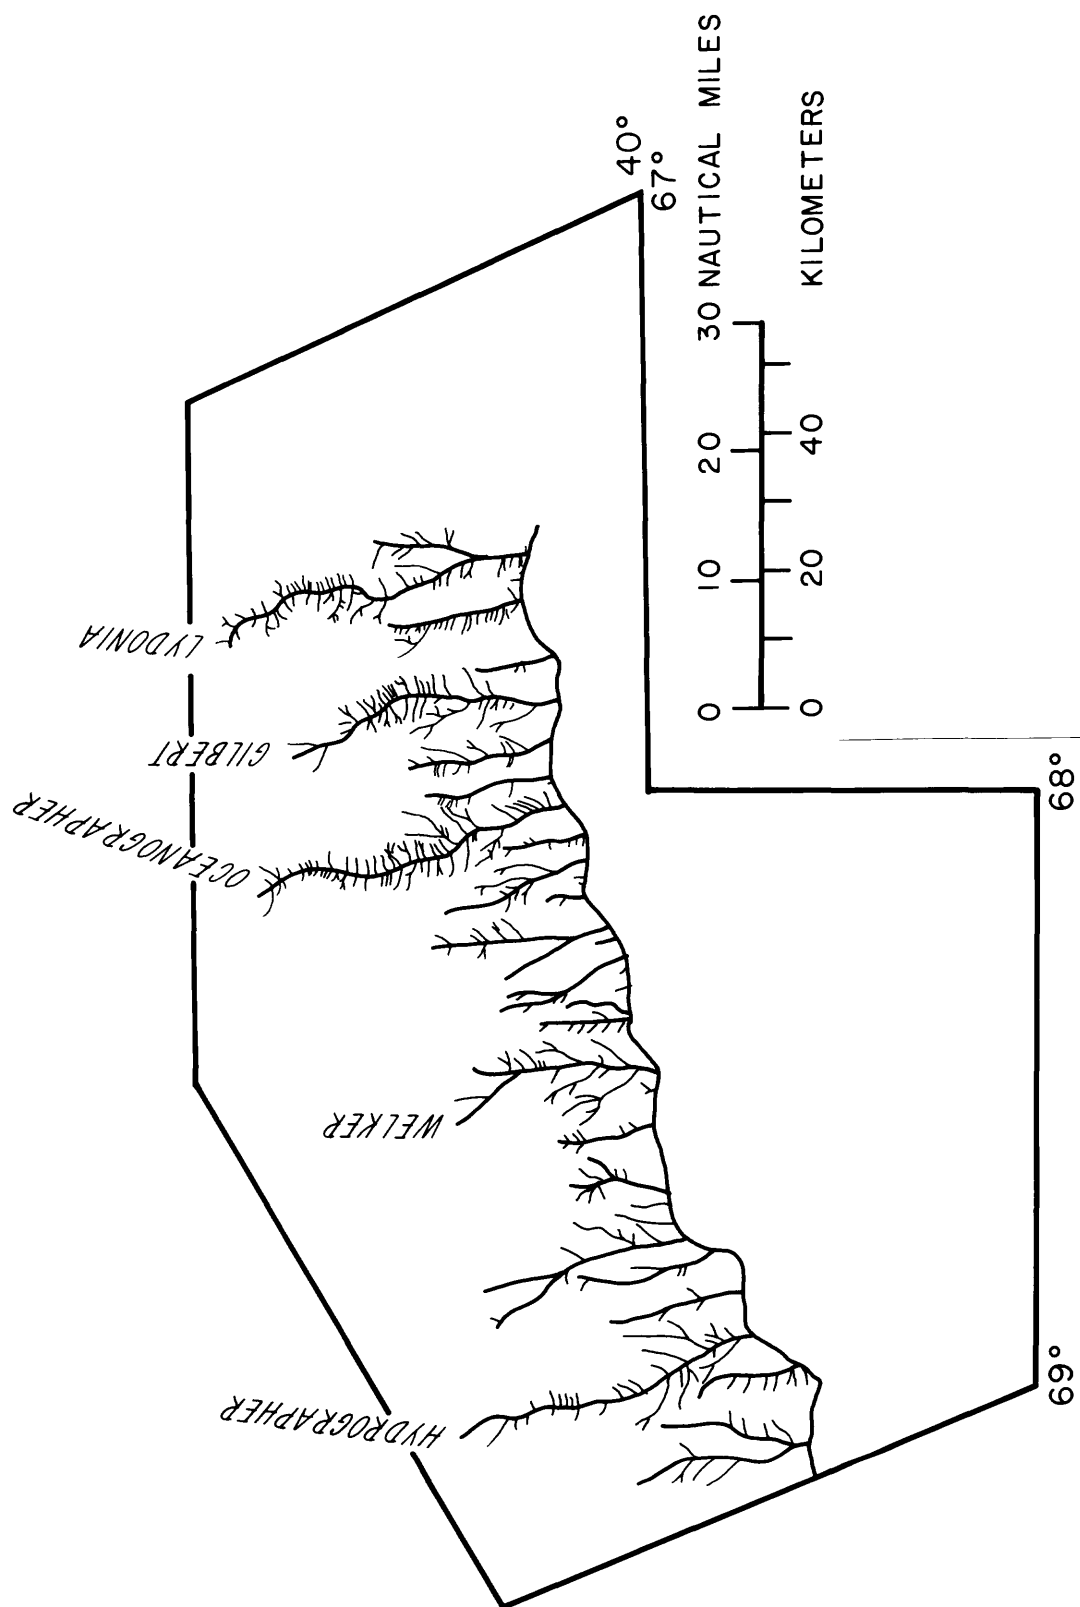 LYDONIA
GILBERT
OCEANOGRAPHER
WELKER
HYDROGRAPHER
40°
67°
68°
69°
0 10 20 30 NAUTICAL MILES
0 20 40 KILOMETERS